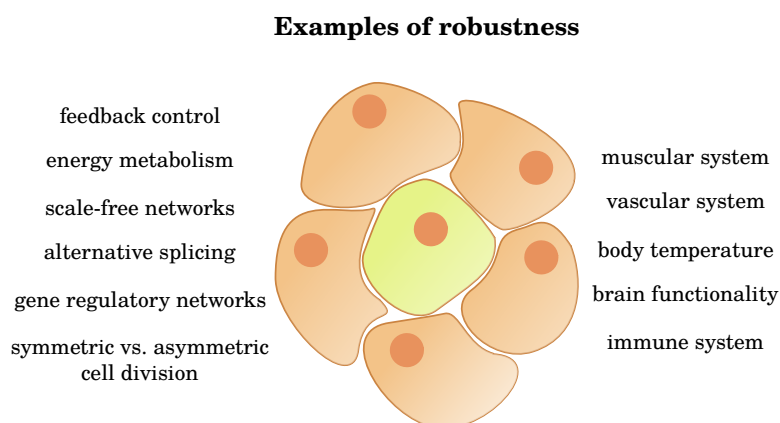 Examples of robustness
feedback control
energy metabolism
scale-free networks
alternative splicing
gene regulatory networks
symmetric vs. asymmetric
cell division
muscular system
vascular system
body temperature
brain functionality
immune system